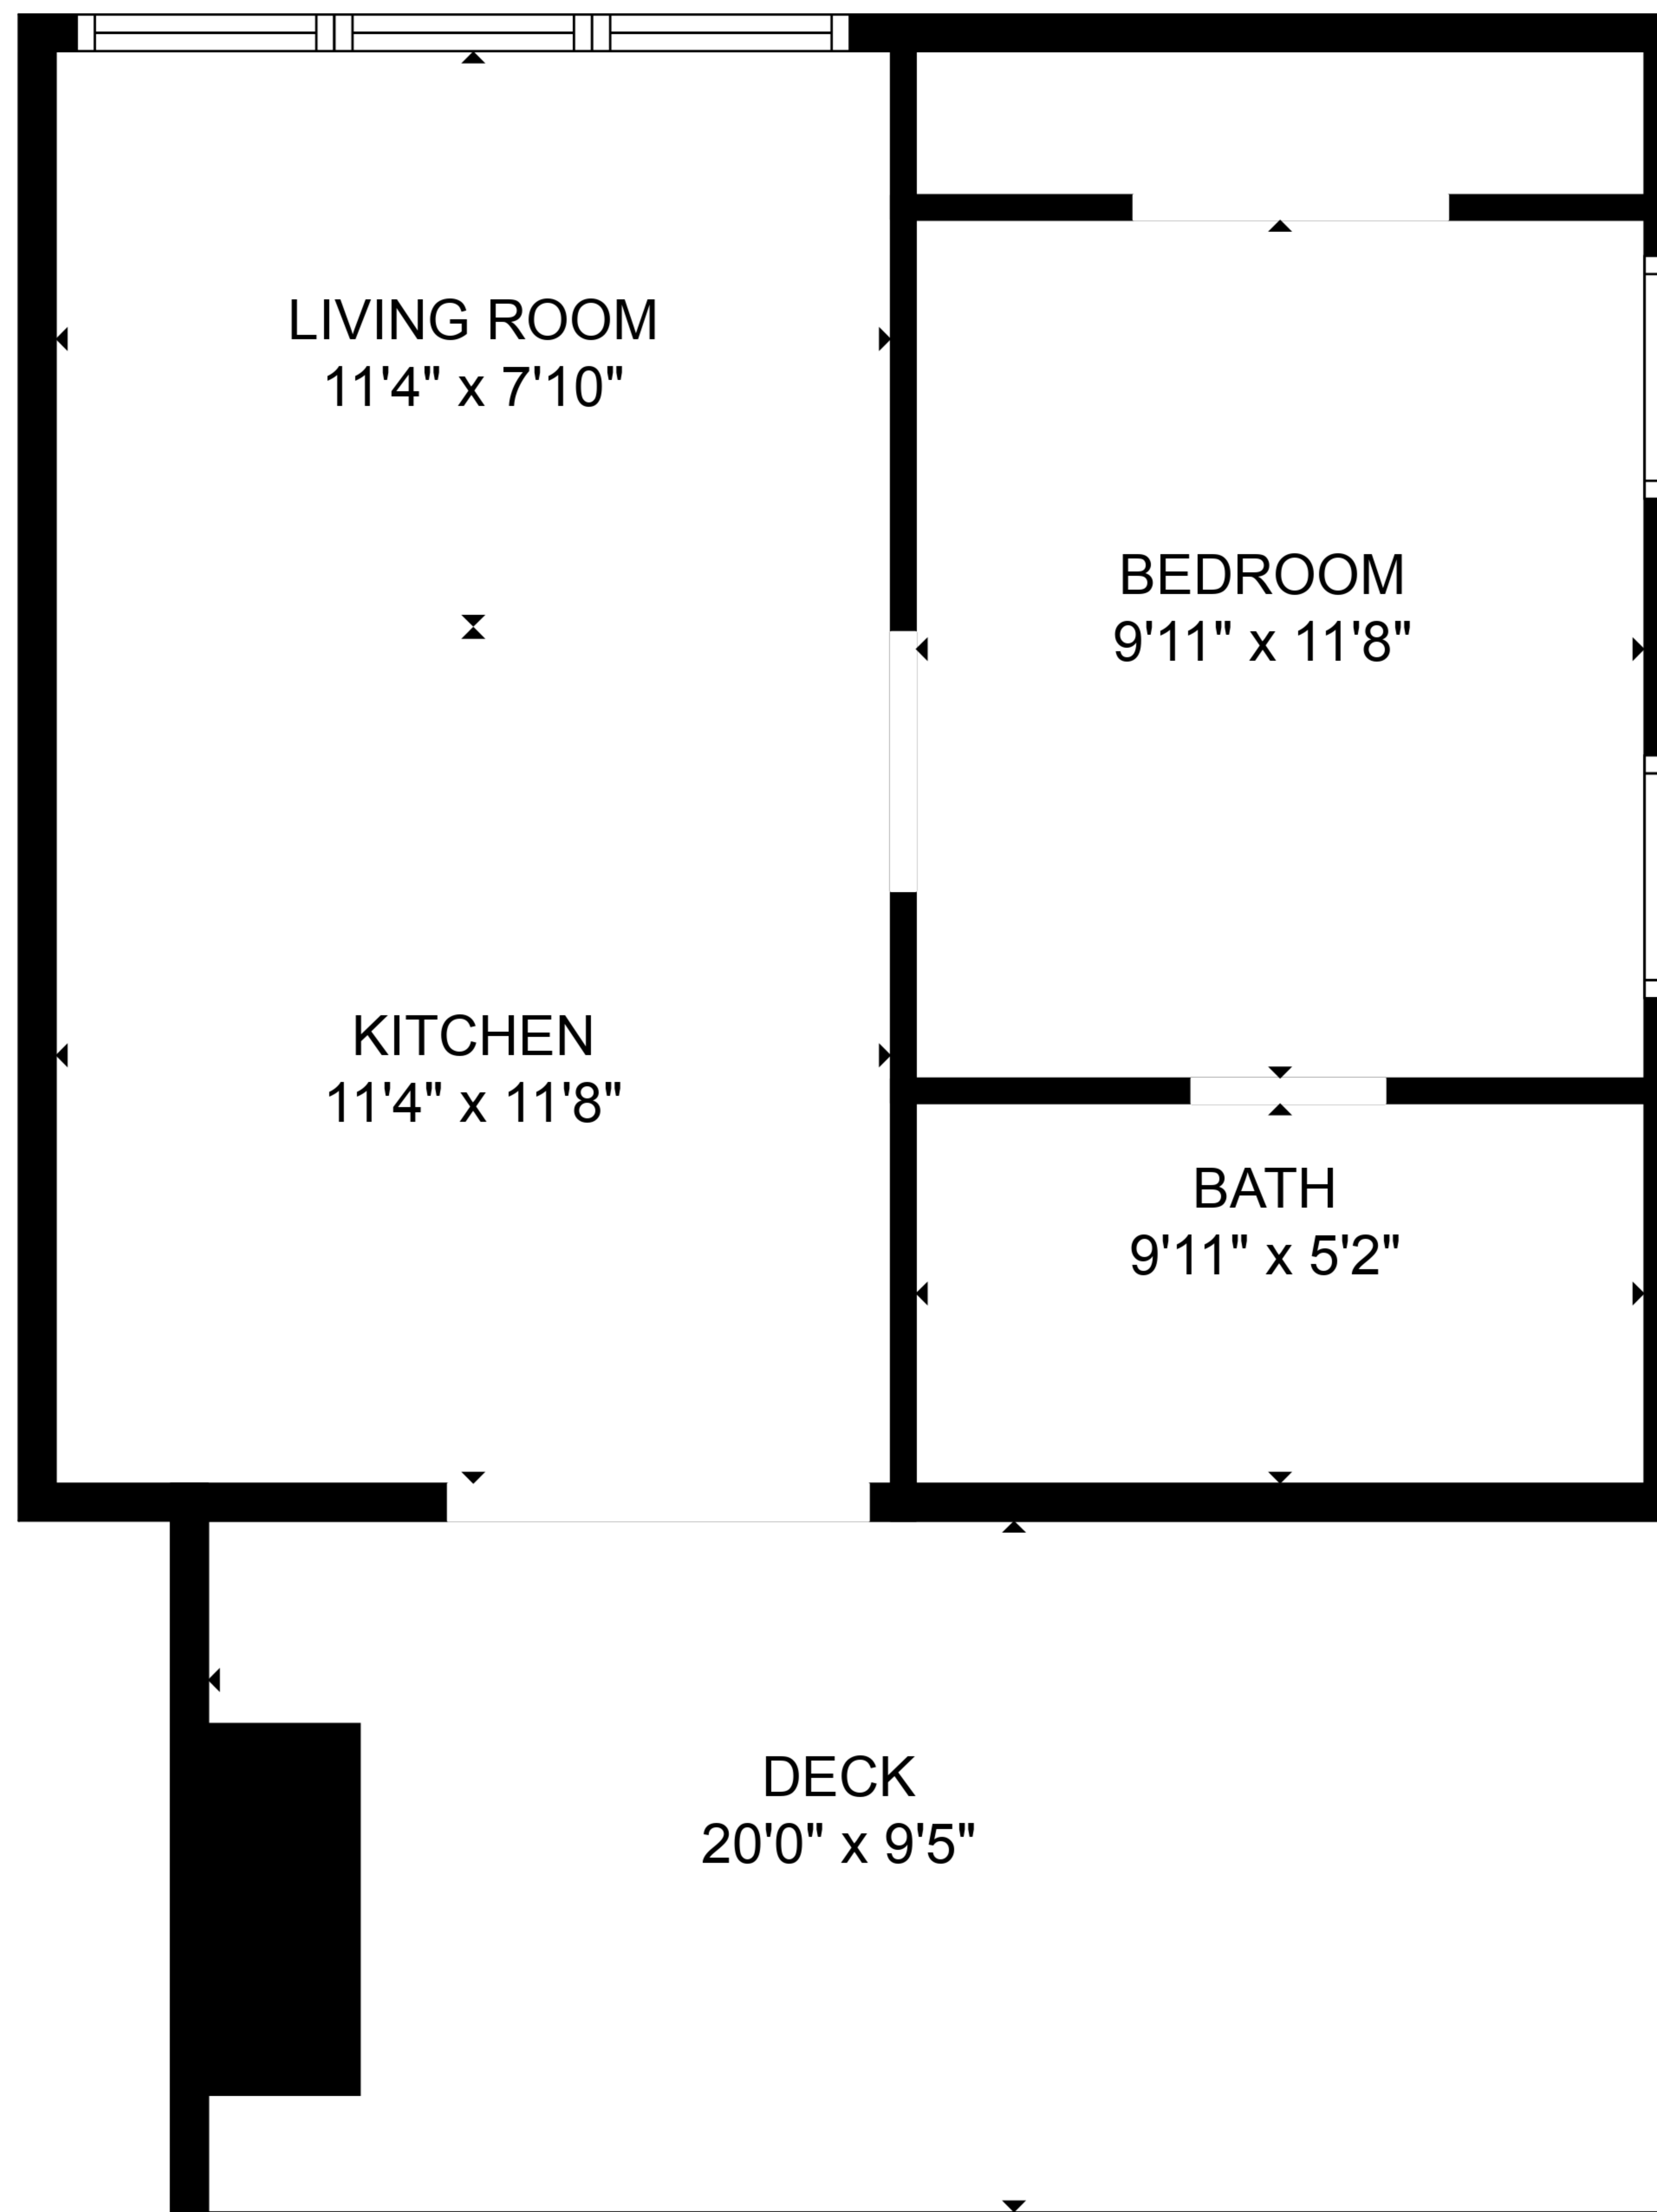 LIVING ROOM
11'4" x 7'10"
BEDROOM
9'11" x 11'8"
KITCHEN
11'4" x 11'8"
BATH
9'11" x 5'2"
DECK
20'0" x 9'5"